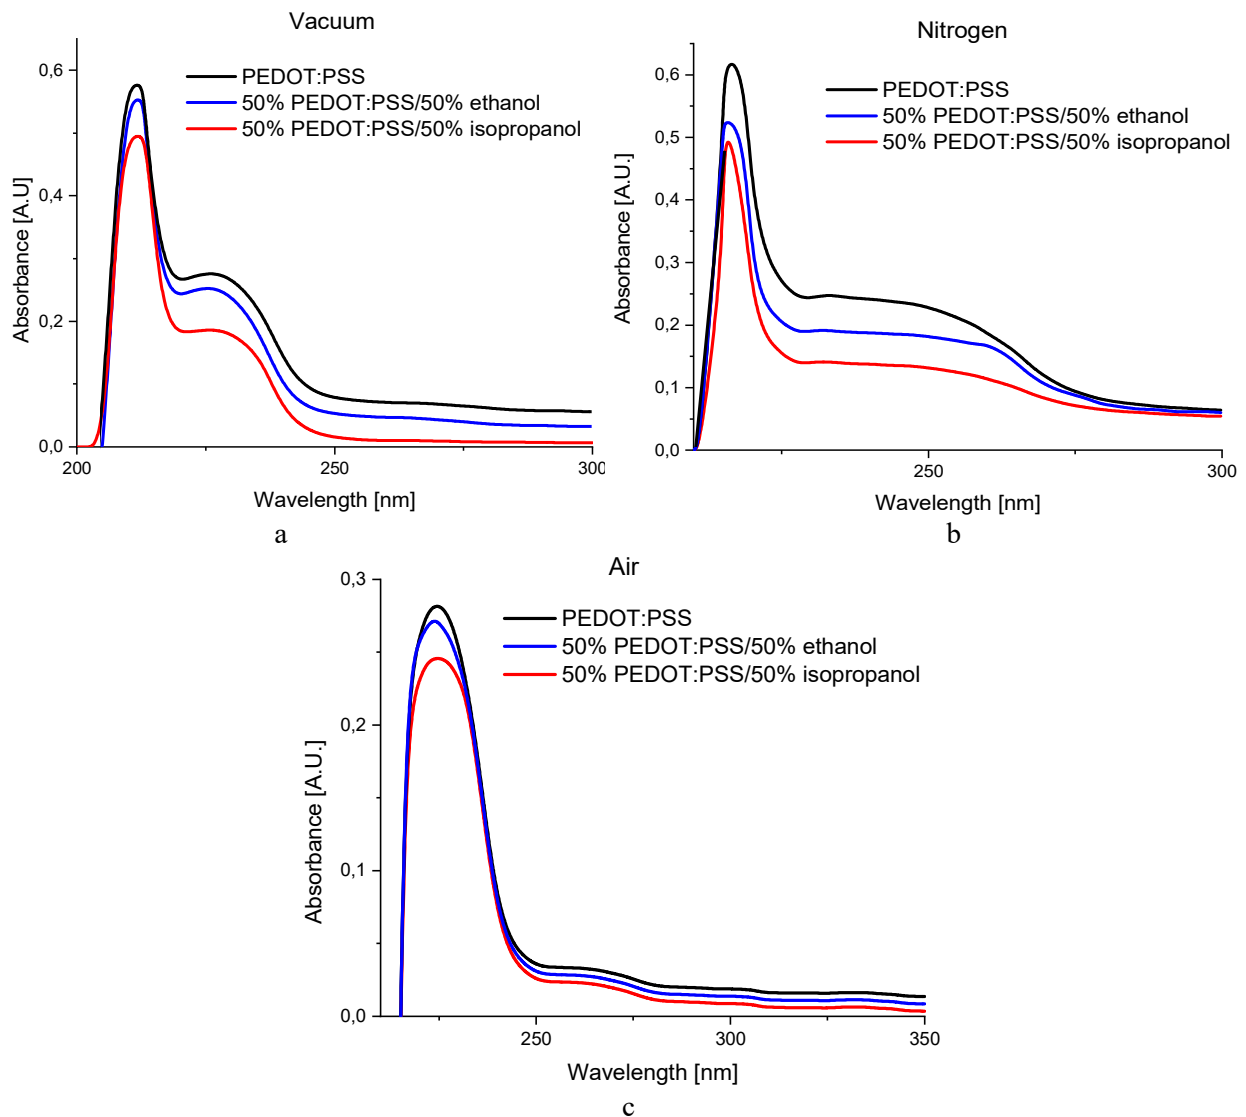 Vacuum
PEDOT:PSS
50% PEDOT:PSS/50% ethanol
50% PEDOT:PSS/50% isopropanol
0,6
0,4
0,2
0,0
Absorbance [A.U]
200
250
300
Wavelength [nm]
a
Nitrogen
PEDOT:PSS
50% PEDOT:PSS/50% ethanol
50% PEDOT:PSS/50% isopropanol
0,6
0,5
0,4
0,3
0,2
0,1
0,0
Absorbance [A.U.]
250
300
Wavelength [nm]
b
Air
PEDOT:PSS
50% PEDOT:PSS/50% ethanol
50% PEDOT:PSS/50% isopropanol
0,3
0,2
0,1
0,0
Absorbance [A.U.]
250
300
350
Wavelength [nm]
c